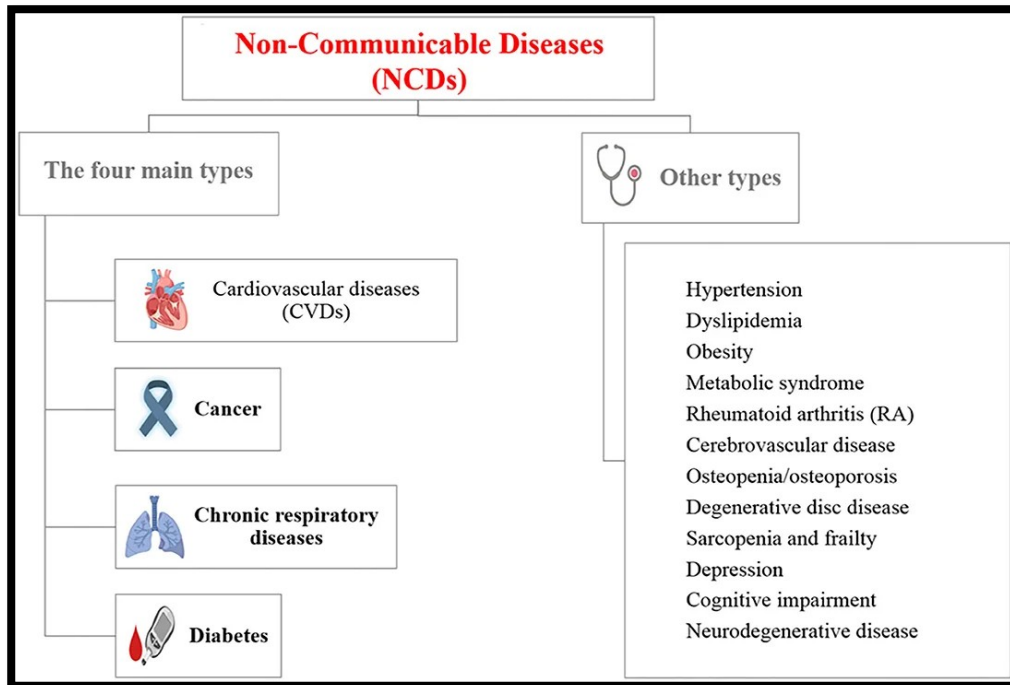 Non-Communicable Diseases
(NCDs)
The four main types
Cardiovascular diseases
(CVDs)
Cancer
Chronic respiratory
diseases
Diabetes
Other types
Hypertension
Dyslipidemia
Obesity
Metabolic syndrome
Rheumatoid arthritis (RA)
Cerebrovascular disease
Osteopenia/osteoporosis
Degenerative disc disease
Sarcopenia and frailty
Depression
Cognitive impairment
Neurodegenerative disease